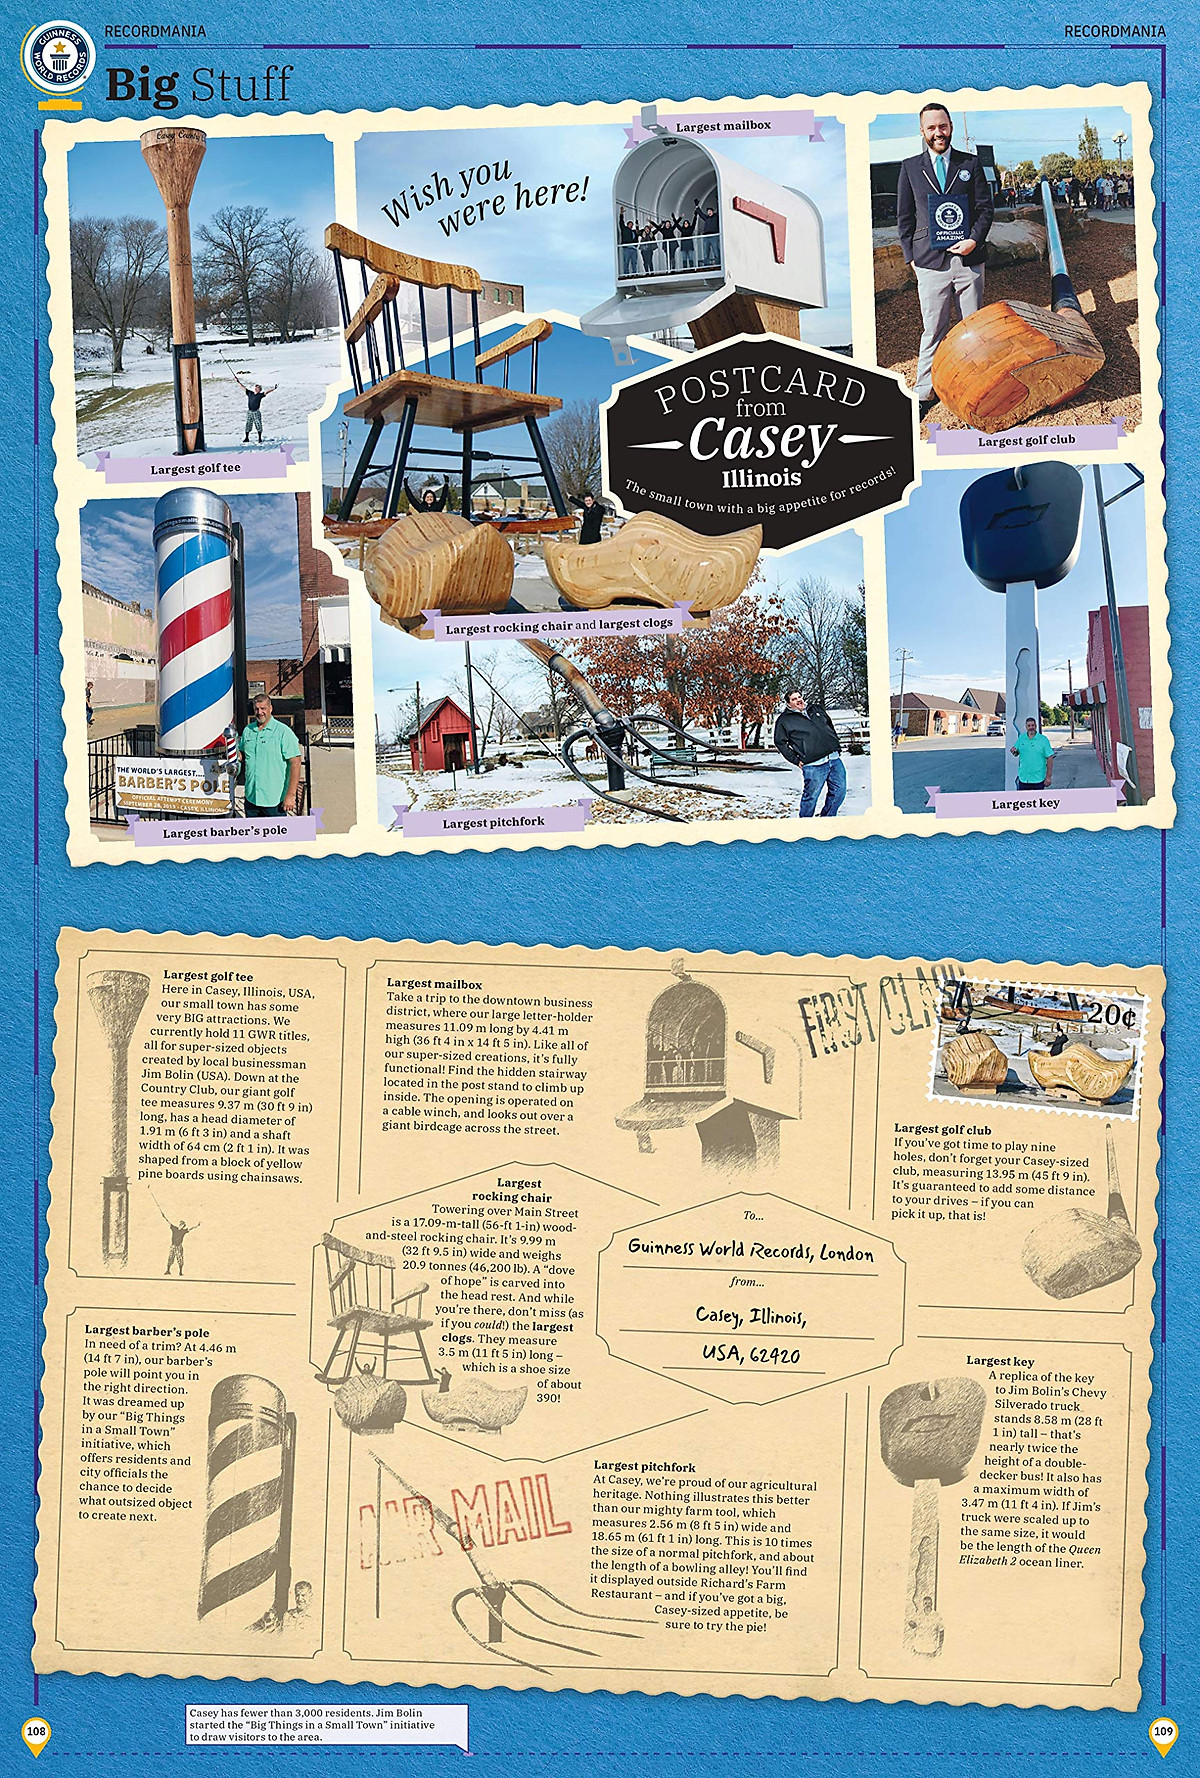 RECORDMANIA
RECORDMANIA
GUINNESS
WORLD RECORDS
Big Stuff
Casey County
Largest golf tee
Wish you
were here!
Largest mailbox
OFFICIALLY
AMAZING
Largest golf club
POSTCARD
from
Casey
Illinois
The small town with a big appetite for records!
Largest rocking chair and largest clogs
THE WORLD'S LARGEST....
BARBER'S POLE
OFFICIAL ATTEMPT CEREMONY
Largest barber's pole
Largest pitchfork
Largest key
Largest golf tee
Here in Casey, Illinois, USA,
our small town has some
very BIG attractions. We
currently hold 11 GWR titles,
all for super-sized objects
created by local businessman
Jim Bolin (USA). Down at the
Country Club, our giant golf
tee measures 9.37 m (30 ft 9 in)
long, has a head diameter of
1.91 m (6 ft 3 in) and a shaft
width of 64 cm (2 ft 1 in). It was
shaped from a block of yellow
pine boards using chainsaws.
Largest mailbox
Take a trip to the downtown business
district, where our large letter-holder
measures 11.09 m long by 4.41 m
high (36 ft 4 in x 14 ft 5 in). Like all of
our super-sized creations, it's fully
functional! Find the hidden stairway
located in the post stand to climb up
inside. The opening is operated on
a cable winch, and looks out over a
giant birdcage across the street.
FIRST CLASS
20¢
Largest golf club
If you've got time to play nine
holes, don't forget your Casey-sized
club, measuring 13.95 m (45 ft 9 in).
It's guaranteed to add some distance
to your drives – if you can
pick it up, that is!
Largest
rocking chair
Towering over Main Street
is a 17.09-m-tall (56-ft 1-in) wood-
and-steel rocking chair. It's 9.99 m
(32 ft 9.5 in) wide and weighs
20.9 tonnes (46,200 lb). A "dove
of hope" is carved into
the head rest. And while
you're there, don't miss (as
if you could!) the largest
clogs. They measure
3.5 m (11 ft 5 in) long –
which is a shoe size
of about
390!
To...
Guinness World Records, London
from...
Casey, Illinois,
USA, 62420
Largest barber's pole
In need of a trim? At 4.46 m
(14 ft 7 in), our barber's
pole will point you in
the right direction.
It was dreamed up
by our "Big Things
in a Small Town"
initiative, which
offers residents and
city officials the
chance to decide
what outsized object
to create next.
AIR MAIL
Largest pitchfork
At Casey, we're proud of our agricultural
heritage. Nothing illustrates this better
than our mighty farm tool, which
measures 2.56 m (8 ft 5 in) wide and
18.65 m (61 ft 1 in) long. This is 10 times
the size of a normal pitchfork, and about
the length of a bowling alley! You'll find
it displayed outside Richard's Farm
Restaurant – and if you've got a big,
Casey-sized appetite, be
sure to try the pie!
Largest key
A replica of the key
to Jim Bolin's Chevy
Silverado truck
stands 8.58 m (28 ft
1 in) tall – that's
nearly twice the
height of a double-
decker bus! It also has
a maximum width of
3.47 m (11 ft 4 in). If Jim's
truck were scaled up to
the same size, it would
be the length of the Queen
Elizabeth 2 ocean liner.
108
Casey has fewer than 3,000 residents. Jim Bolin
started the "Big Things in a Small Town" initiative
to draw visitors to the area.
109